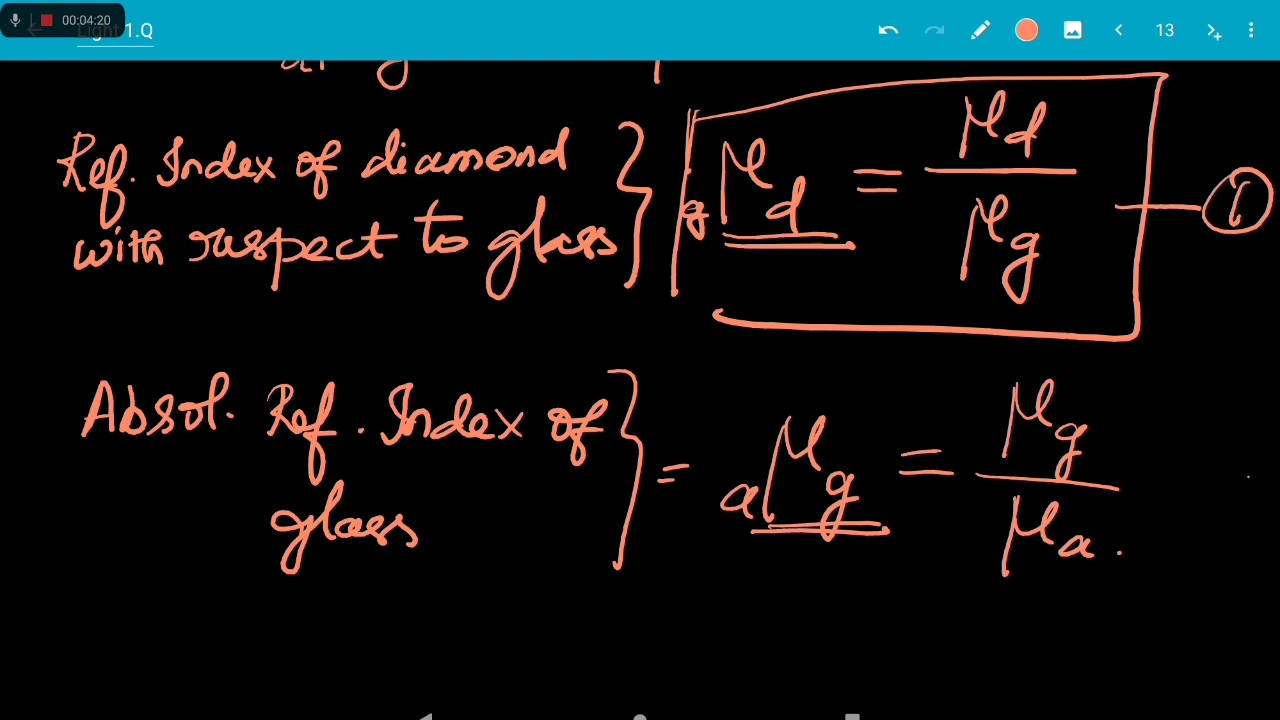 00:04:20
Light 1.Q
13
Ref. Index of diamond
with respect to glass } gμd = μd / μg — ①
Absol. Ref. Index of
glass } = aμg = μg / μa .